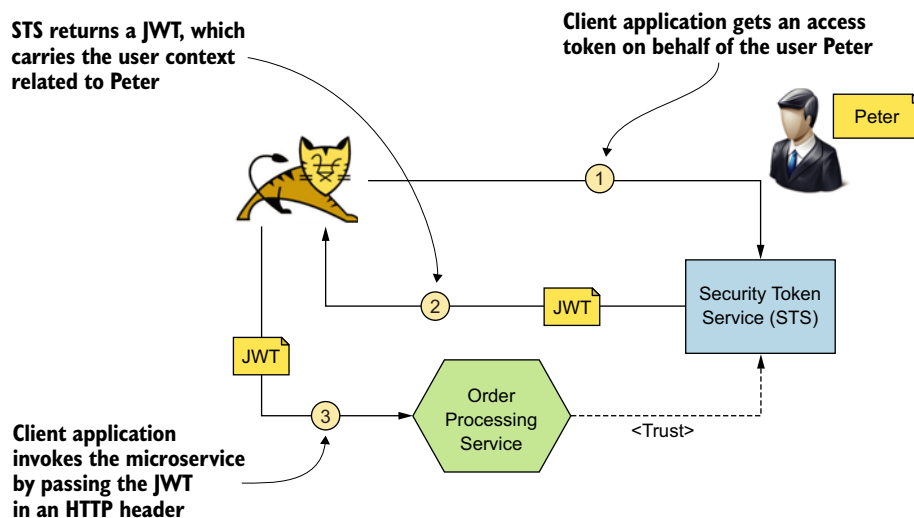 STS returns a JWT, which
carries the user context
related to Peter
Client application gets an access
token on behalf of the user Peter
Peter
1
Security Token
Service (STS)
JWT
2
JWT
3
Order
Processing
Service
<Trust>
Client application
invokes the microservice
by passing the JWT
in an HTTP header